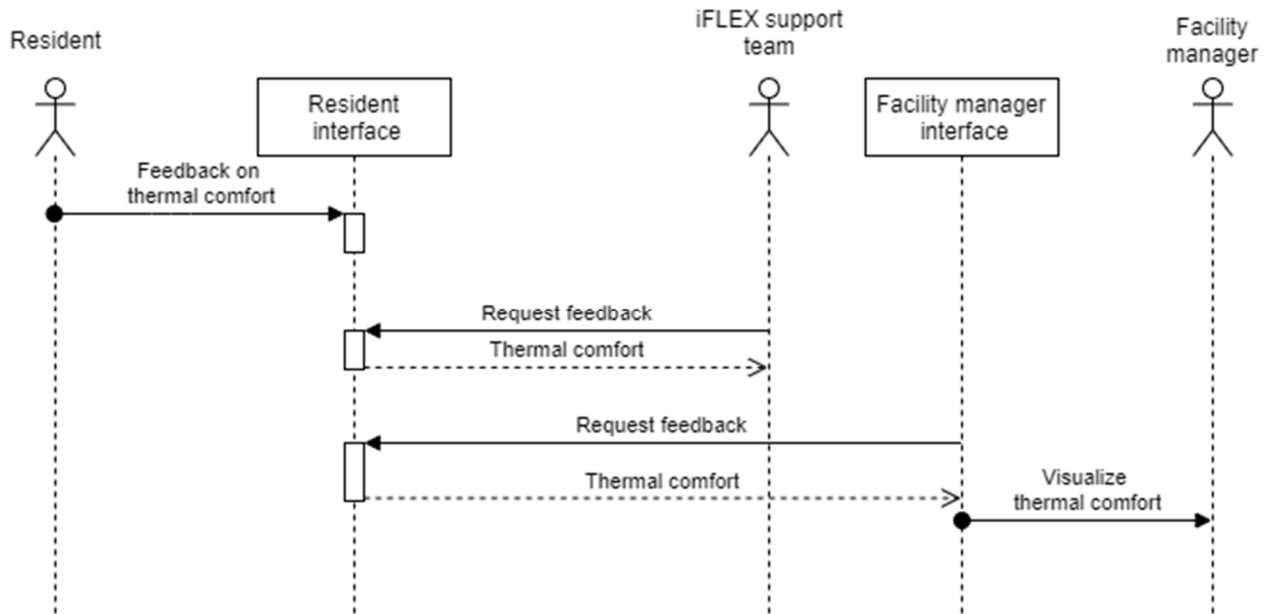 Resident
iFLEX support
team
Facility
manager
Resident
interface
Facility manager
interface
Feedback on
thermal comfort
Request feedback
Thermal comfort
Request feedback
Thermal comfort
Visualize
thermal comfort